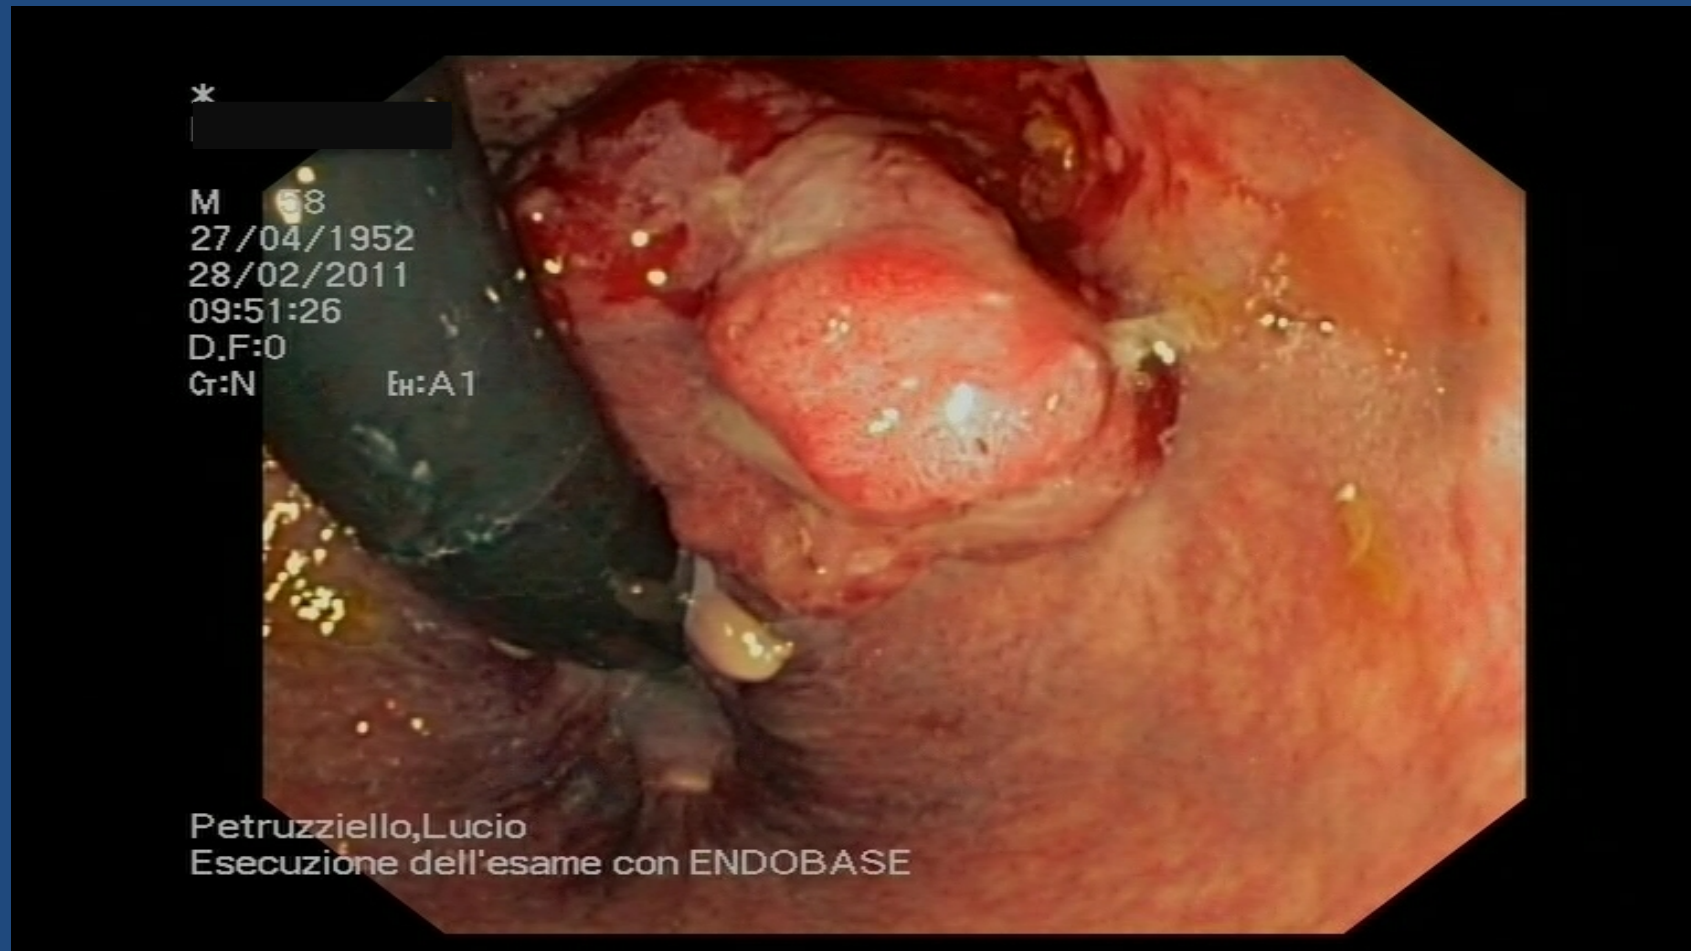 *
M 58
27/04/1952
28/02/2011
09:51:26
D.F:0
CT:N EH:A1
Petruzziello,Lucio
Esecuzione dell'esame con ENDOBASE